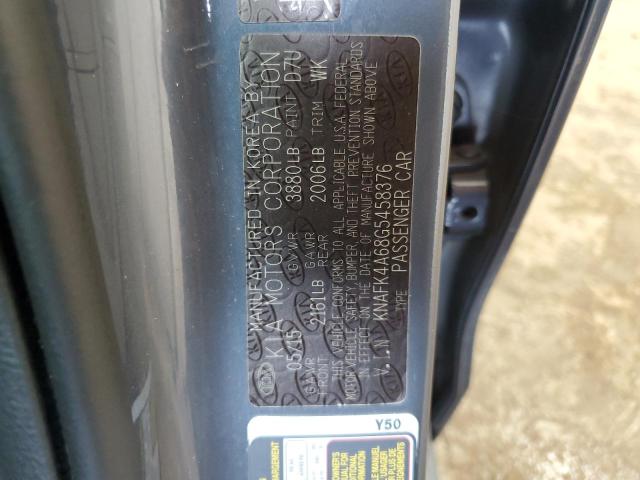 MANUFACTURED IN KOREA BY
KIA MOTORS CORPORATION
05/15 GVWR 3880LB PAINT D7U
GAWR FRONT 2161LB GAWR REAR 2006LB TRIM WK
THIS VEHICLE CONFORMS TO ALL APPLICABLE U.S.A. FEDERAL
MOTOR VEHICLE SAFETY, BUMPER, AND THEFT PREVENTION STANDARDS
IN EFFECT ON THE DATE OF MANUFACTURE SHOWN ABOVE
V.I.N KNAFK4A68G5458376
TYPE PASSENGER CAR
Y50